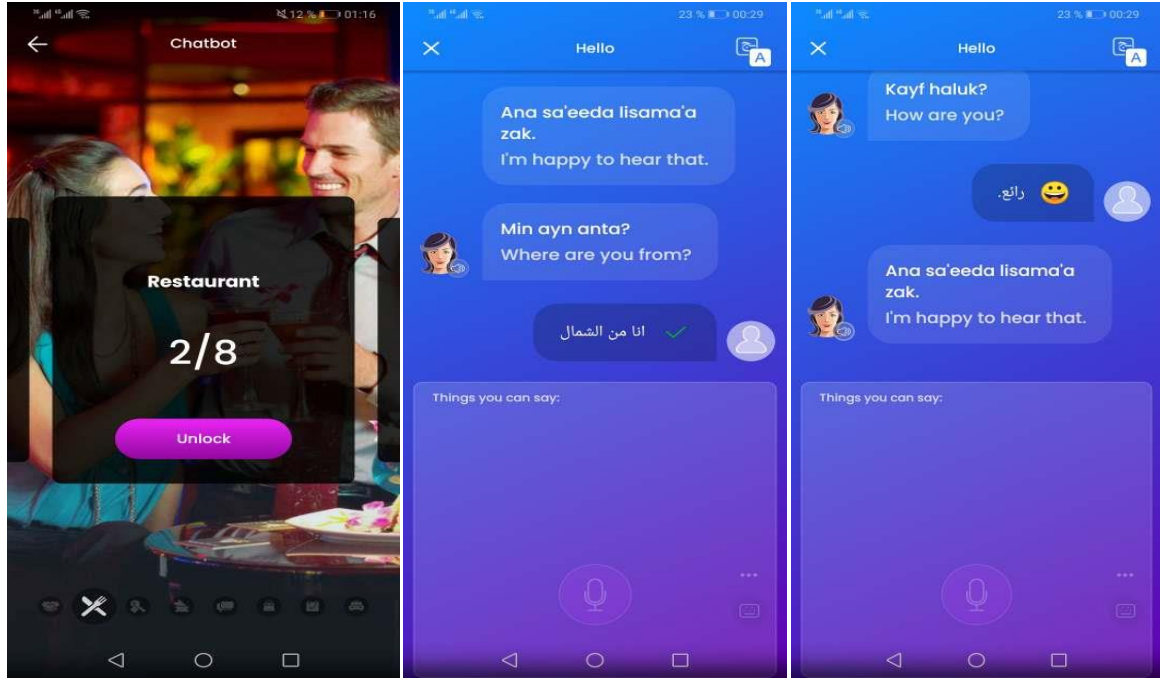 12 % 01:16
Chatbot
Restaurant
2/8
Unlock
23 % 00:29
Hello
A
Ana sa'eeda lisama'a
zak.
I'm happy to hear that.
Min ayn anta?
Where are you from?
انا من الشمال
Things you can say:
23 % 00:29
Hello
A
Kayf haluk?
How are you?
رائع.
Ana sa'eeda lisama'a
zak.
I'm happy to hear that.
Things you can say: